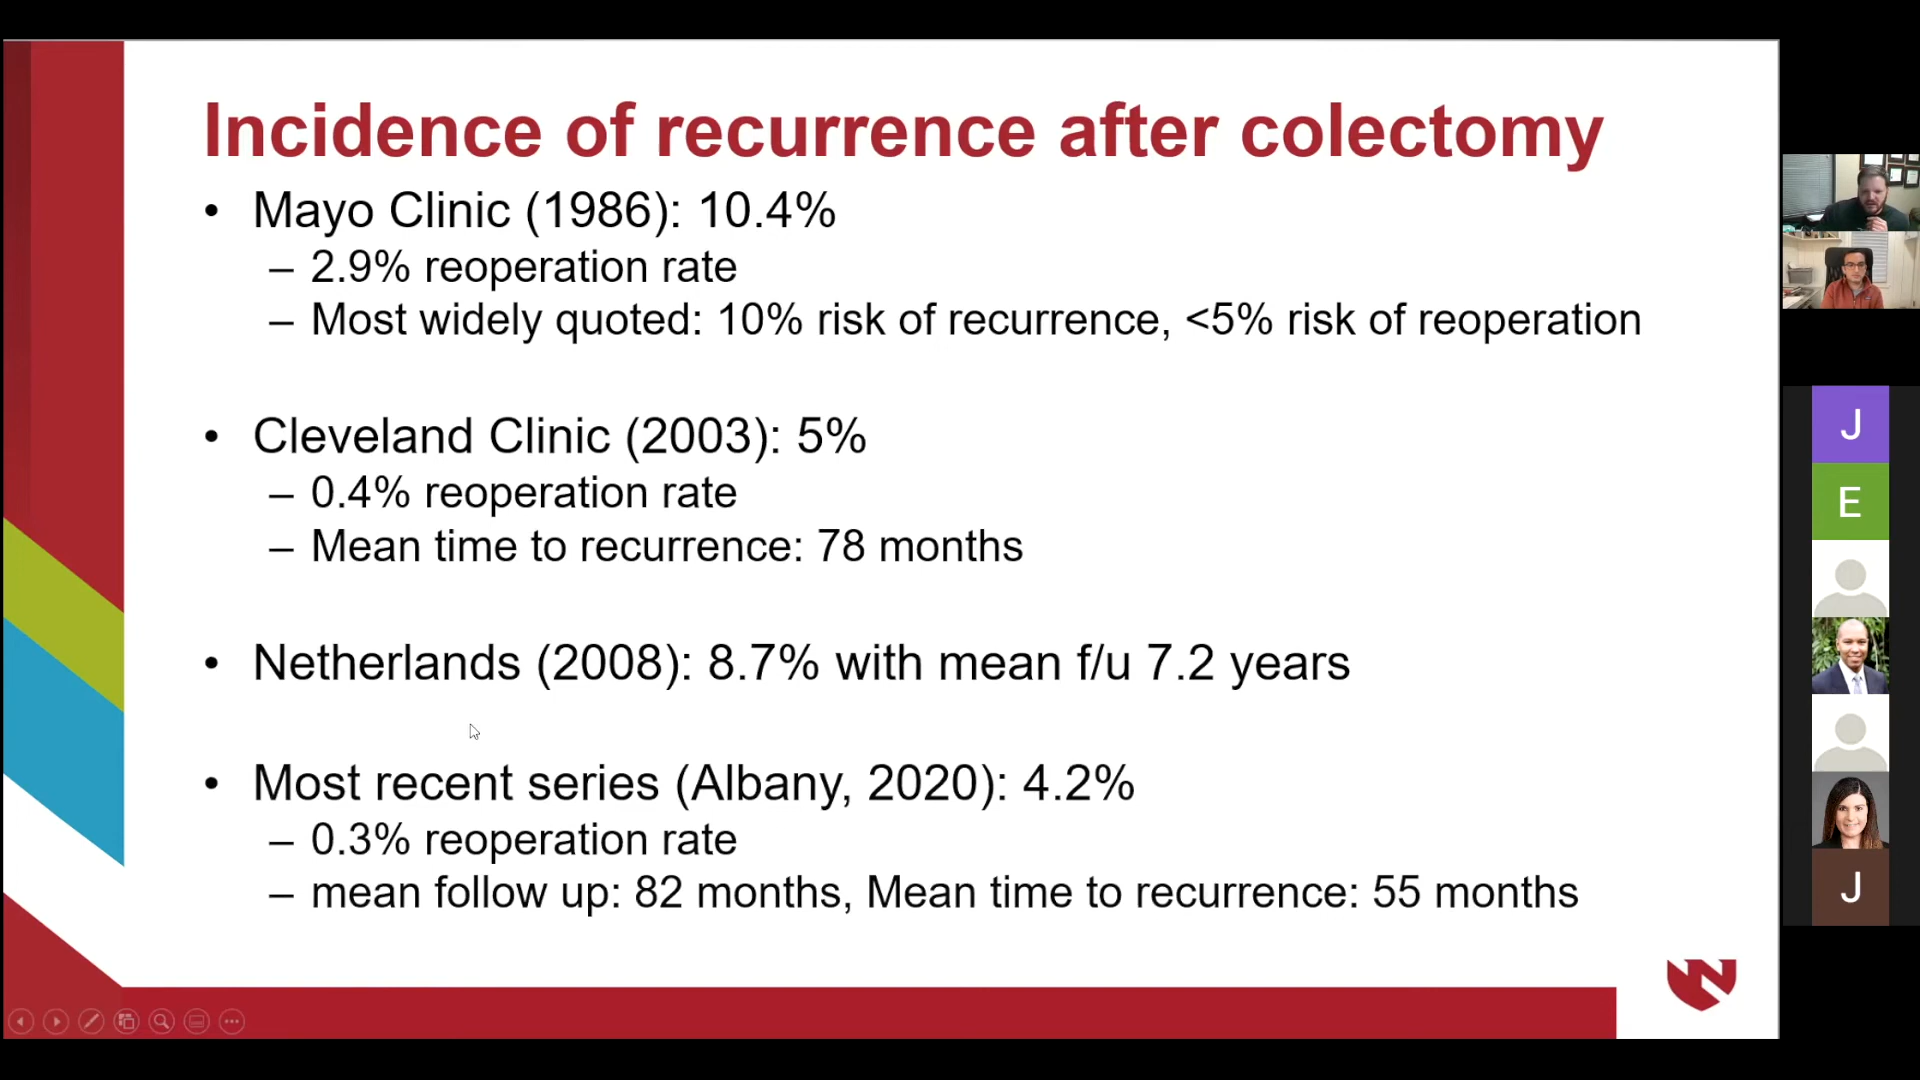 Incidence of recurrence after colectomy
• Mayo Clinic (1986): 10.4%
– 2.9% reoperation rate
– Most widely quoted: 10% risk of recurrence, <5% risk of reoperation
• Cleveland Clinic (2003): 5%
– 0.4% reoperation rate
– Mean time to recurrence: 78 months
• Netherlands (2008): 8.7% with mean f/u 7.2 years
• Most recent series (Albany, 2020): 4.2%
– 0.3% reoperation rate
– mean follow up: 82 months, Mean time to recurrence: 55 months
N
J
E
J